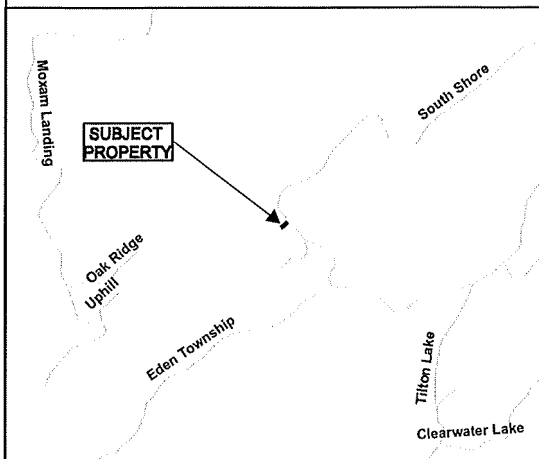 Moxam Landing
South Shore
SUBJECT
PROPERTY
Oak Ridge
Uphill
Eden Township
Tilton Lake
Clearwater Lake